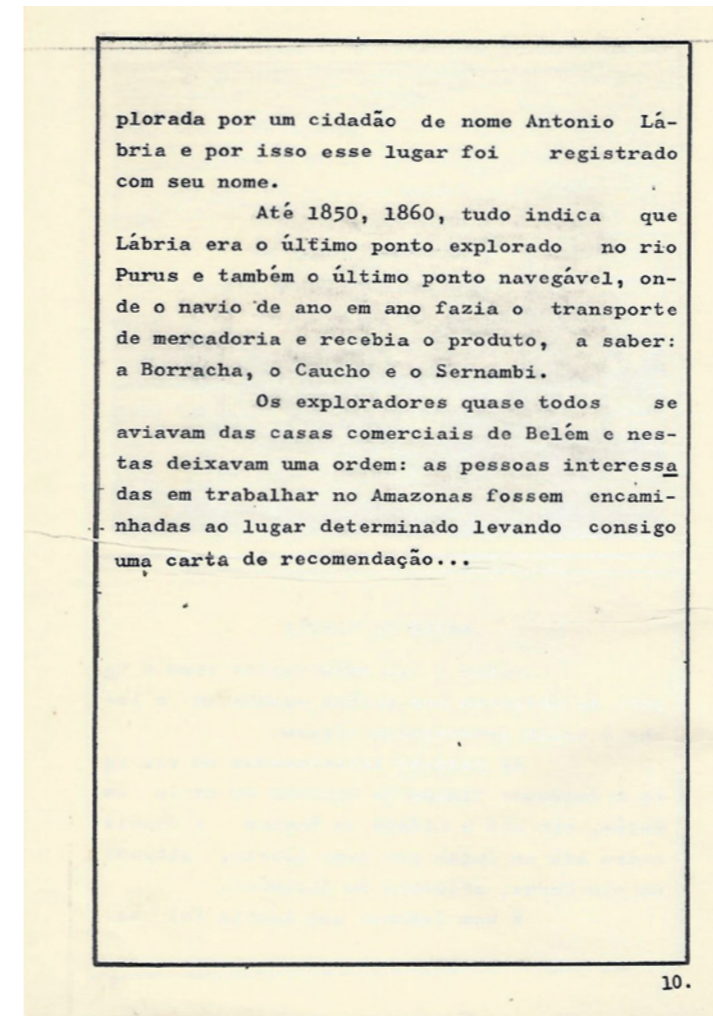 plorada por um cidadão de nome Antonio Lá-
bria e por isso esse lugar foi registrado
com seu nome.
Até 1850, 1860, tudo indica que
Lábria era o último ponto explorado no rio
Purus e também o último ponto navegável, on-
de o navio de ano em ano fazia o transporte
de mercadoria e recebia o produto, a saber:
a Borracha, o Caucho e o Sernambi.
Os exploradores quase todos se
aviavam das casas comerciais de Belém e nes-
tas deixavam uma ordem: as pessoas interessa
das em trabalhar no Amazonas fossem encami-
nhadas ao lugar determinado levando consigo
uma carta de recomendação...
10.